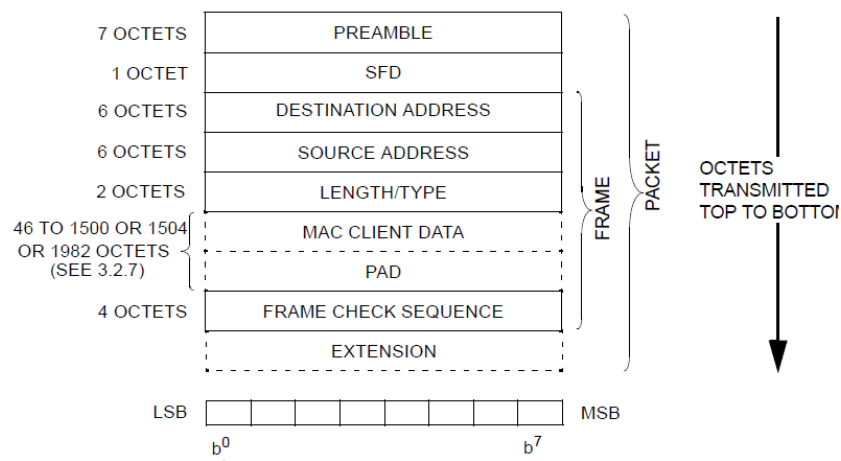 7 OCTETS PREAMBLE
1 OCTET SFD
6 OCTETS DESTINATION ADDRESS
6 OCTETS SOURCE ADDRESS
2 OCTETS LENGTH/TYPE
46 TO 1500 OR 1504 MAC CLIENT DATA
OR 1982 OCTETS
(SEE 3.2.7) PAD
4 OCTETS FRAME CHECK SEQUENCE
EXTENSION
FRAME
PACKET
OCTETS
TRANSMITTED
TOP TO BOTTOM
LSB MSB
b0 b7